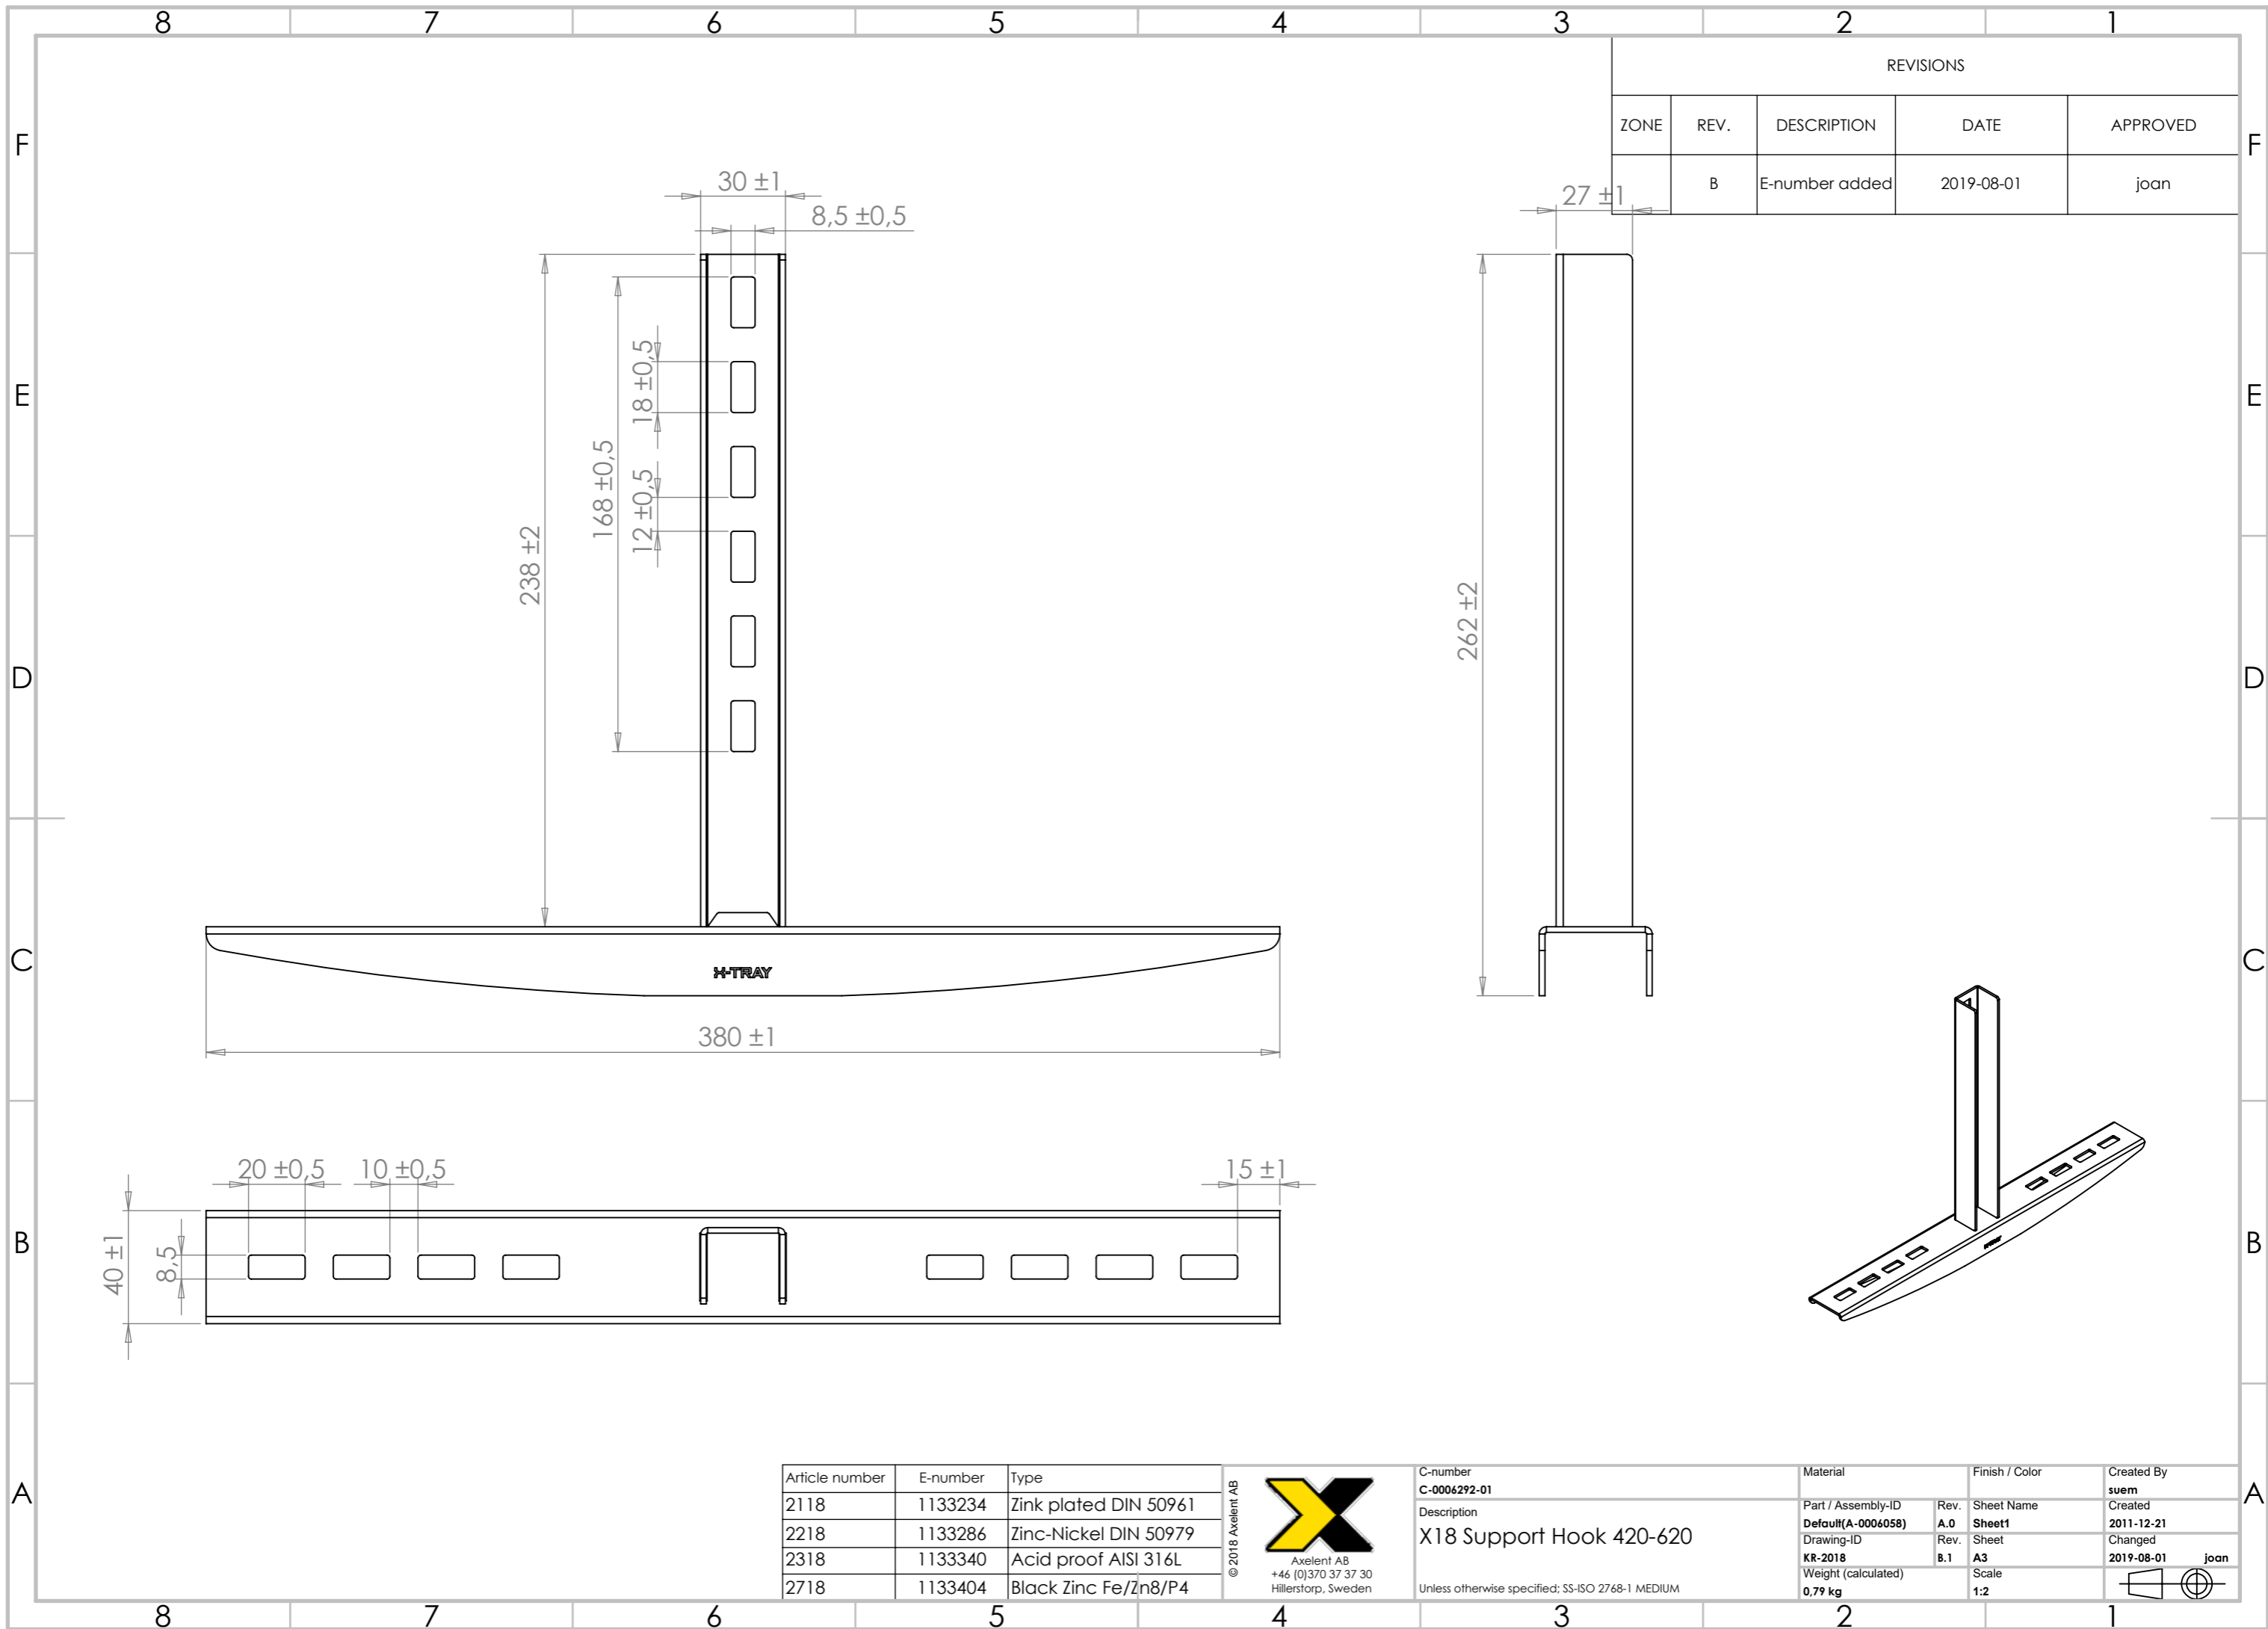 8 7 6 5 4 3 2 1
REVISIONS
ZONE REV. DESCRIPTION DATE APPROVED
B E-number added 2019-08-01 joan
F F
30 ±1
8,5 ±0,5
27 ±1
E E
18 ±0,5
168 ±0,5
12 ±0,5
238 ±2
262 ±2
D D
C C
X-TRAY
380 ±1
20 ±0,5 10 ±0,5 15 ±1
B B
40 ±1
8,5
X-TRAY
A A
Article number E-number Type
2118 1133234 Zink plated DIN 50961
2218 1133286 Zinc-Nickel DIN 50979
2318 1133340 Acid proof AISI 316L
2718 1133404 Black Zinc Fe/Zn8/P4
© 2018 Axelent AB
Axelent AB
+46 (0)370 37 37 30
Hillerstorp, Sweden
C-number
C-0006292-01
Description
X18 Support Hook 420-620
Unless otherwise specified; SS-ISO 2768-1 MEDIUM
Material Finish / Color Created By
suem
Part / Assembly-ID Rev. Sheet Name Created
Default(A-0006058) A.0 Sheet1 2011-12-21
Drawing-ID Rev. Sheet Changed
KR-2018 B.1 A3 2019-08-01 joan
Weight (calculated) Scale
0,79 kg 1:2
8 7 6 5 4 3 2 1